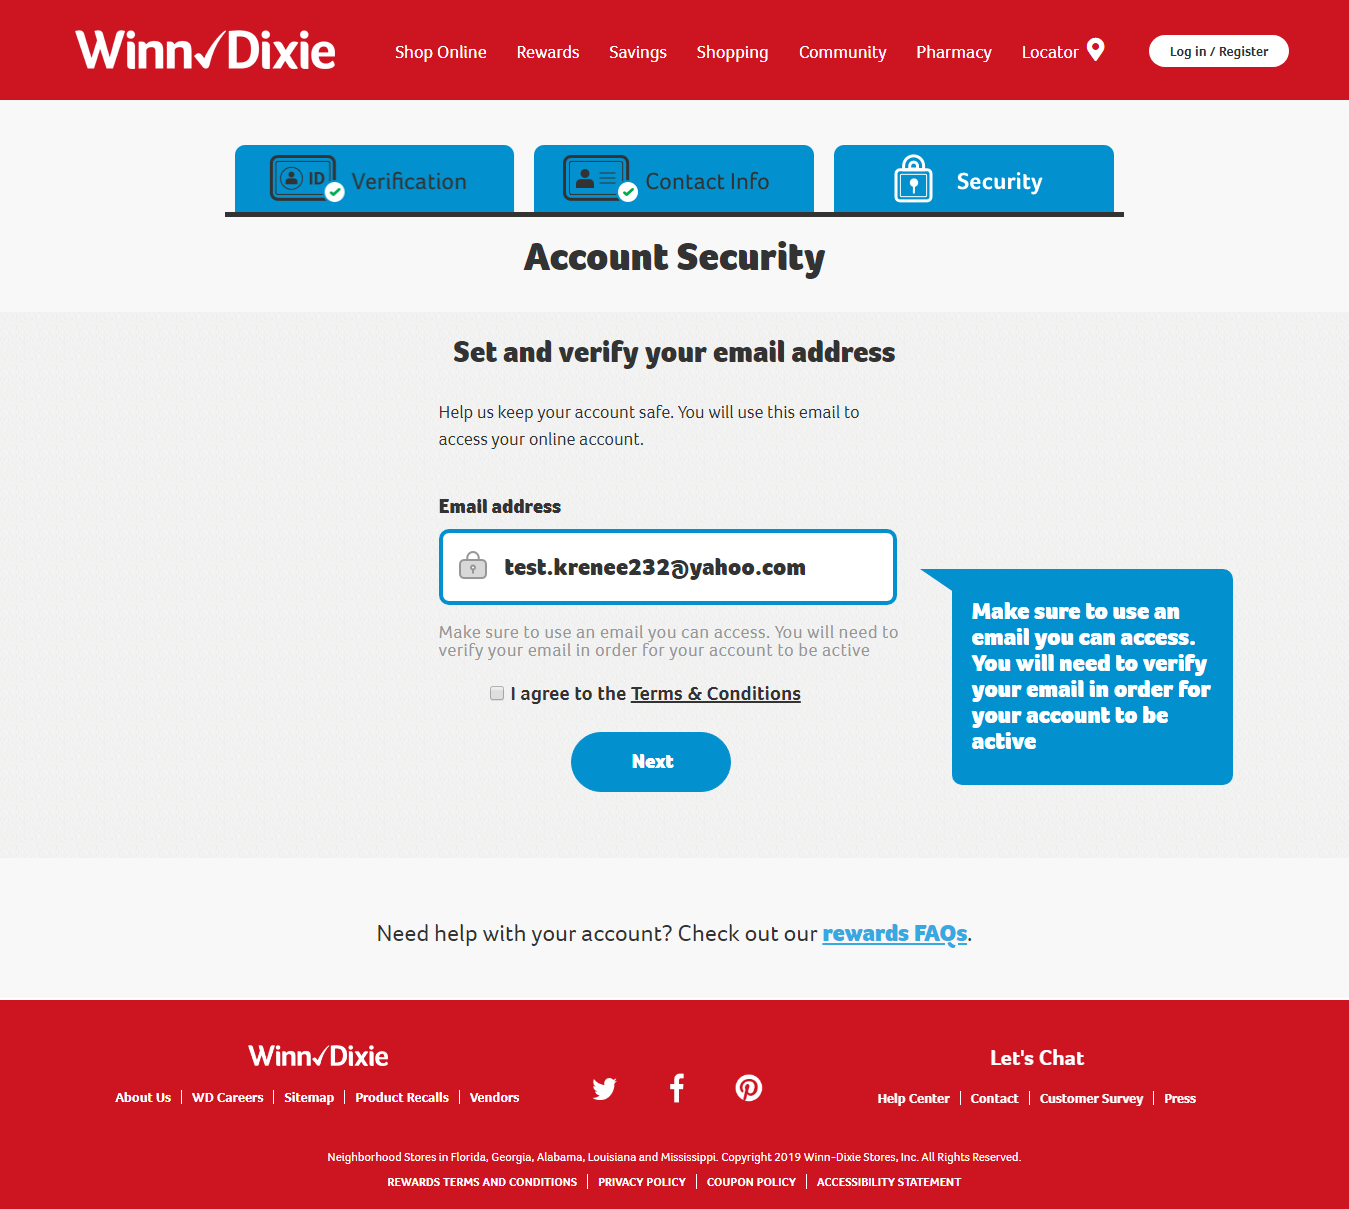 Winn✓Dixie
Shop Online Rewards Savings Shopping Community Pharmacy Locator Log in / Register
ID Verification Contact Info Security
Account Security
Set and verify your email address
Help us keep your account safe. You will use this email to
access your online account.
Email address
test.krenee232@yahoo.com
Make sure to use an email you can access. You will need to
verify your email in order for your account to be active
I agree to the Terms & Conditions
Next
Make sure to use an
email you can access.
You will need to verify
your email in order for
your account to be
active
Need help with your account? Check out our rewards FAQs.
Winn✓Dixie
About Us | WD Careers | Sitemap | Product Recalls | Vendors
Let's Chat
Help Center | Contact | Customer Survey | Press
Neighborhood Stores in Florida, Georgia, Alabama, Louisiana and Mississippi. Copyright 2019 Winn-Dixie Stores, Inc. All Rights Reserved.
REWARDS TERMS AND CONDITIONS | PRIVACY POLICY | COUPON POLICY | ACCESSIBILITY STATEMENT